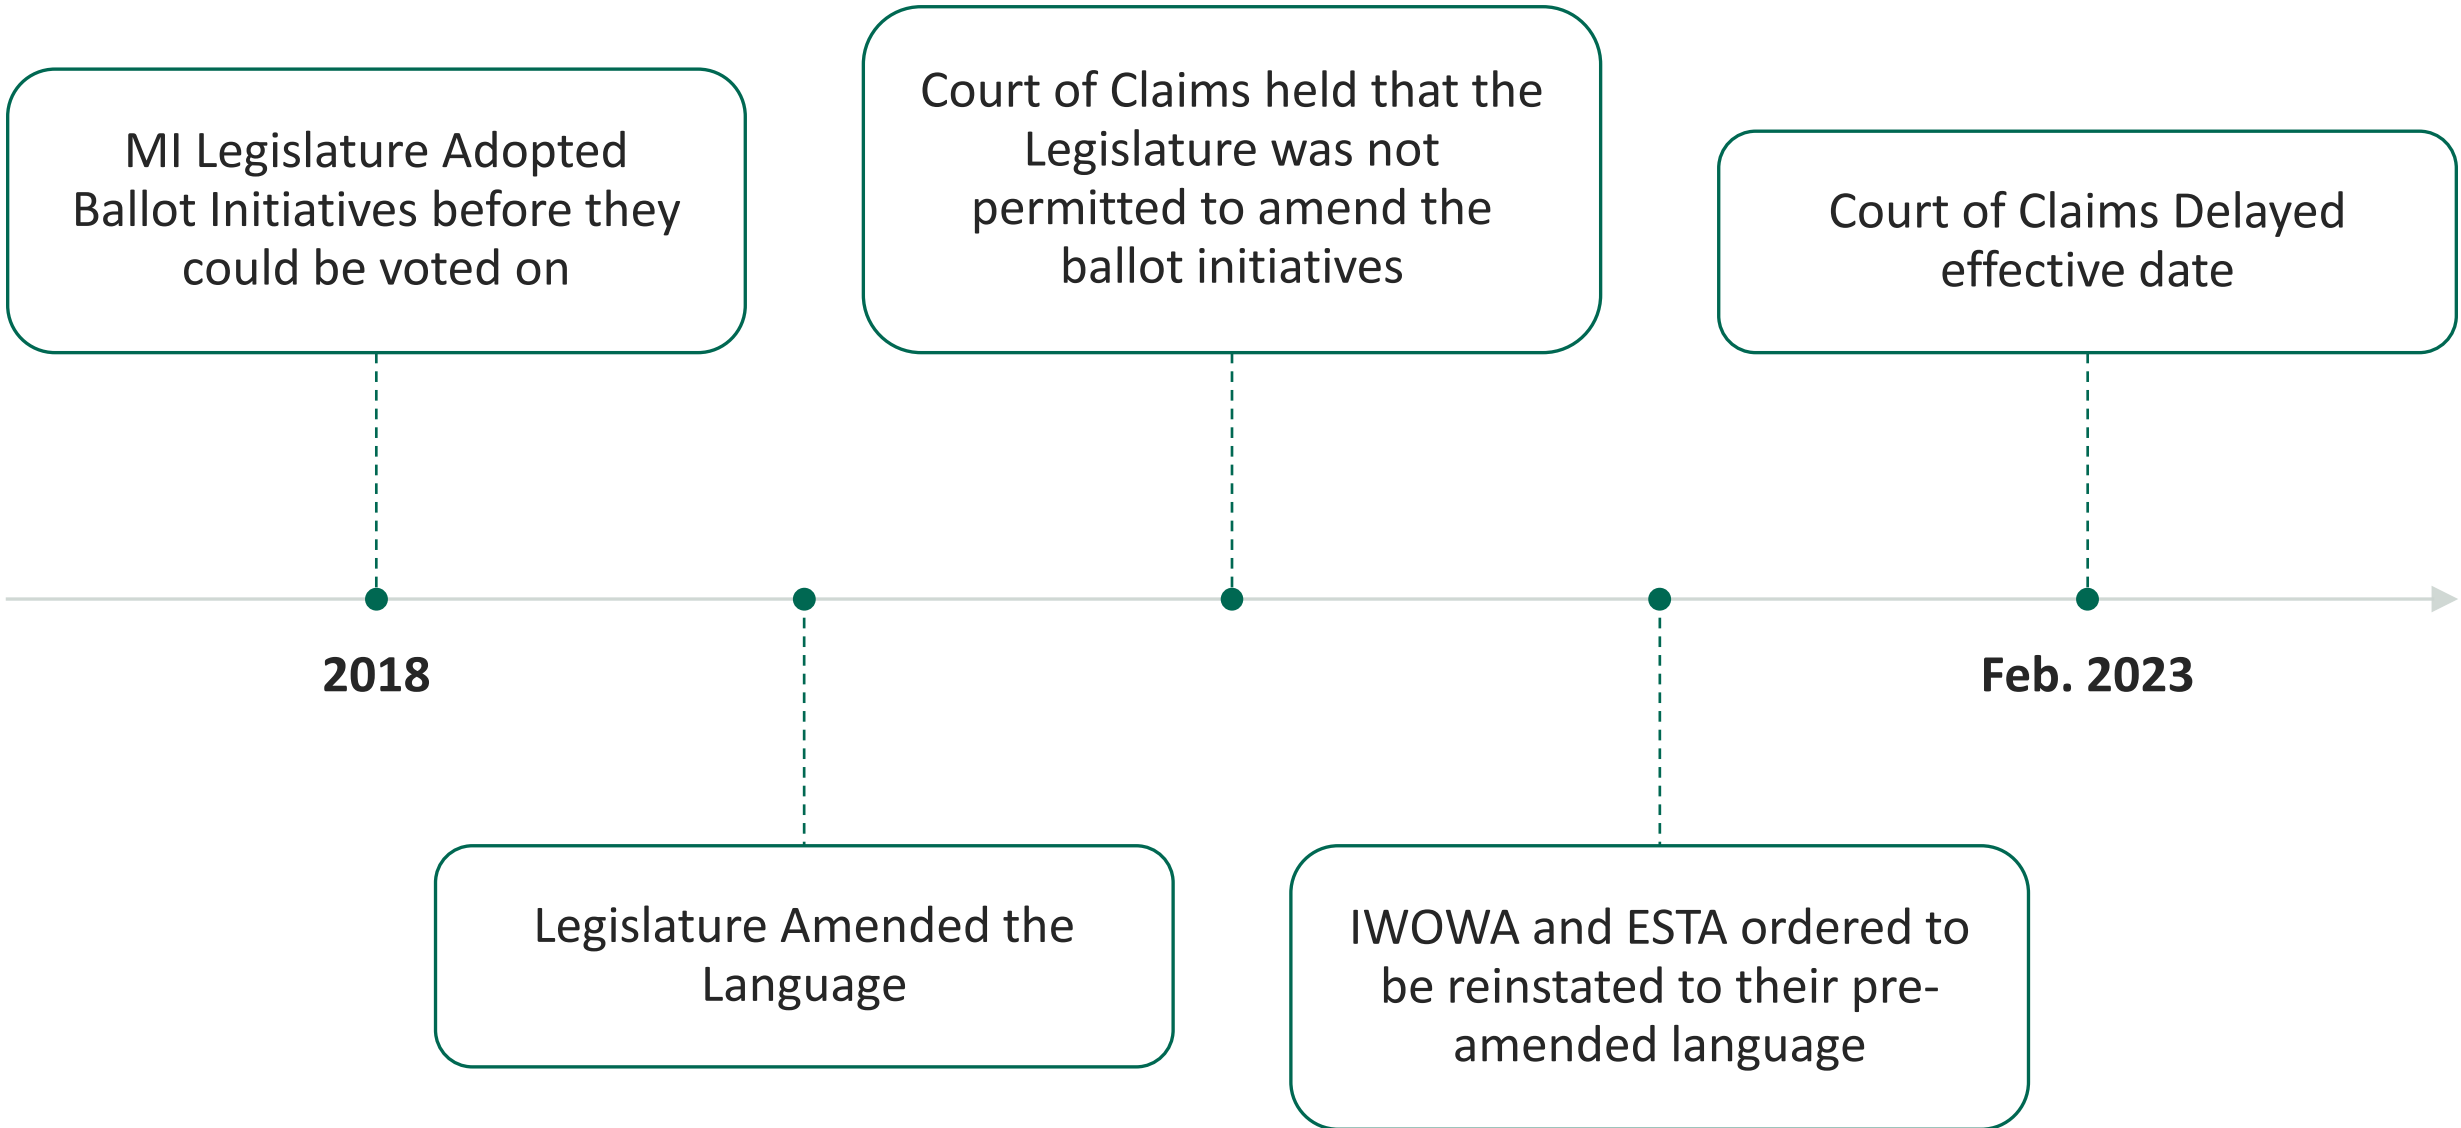 MI Legislature Adopted
Ballot Initiatives before they
could be voted on
2018
Legislature Amended the
Language
Court of Claims held that the
Legislature was not
permitted to amend the
ballot initiatives
IWOWA and ESTA ordered to
be reinstated to their pre-
amended language
Court of Claims Delayed
effective date
Feb. 2023